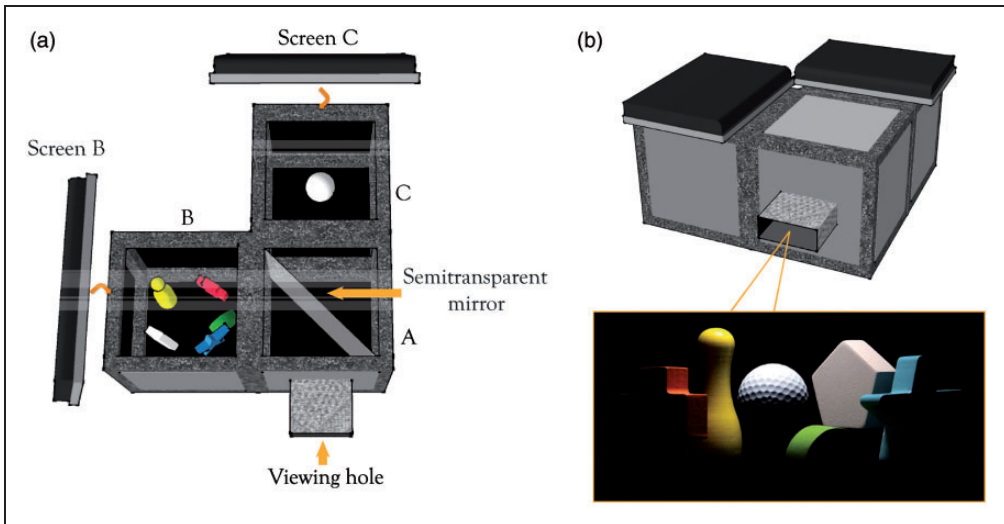 (a)
Screen C
(b)
Screen B
B
C
Semitransparent
mirror
A
Viewing hole